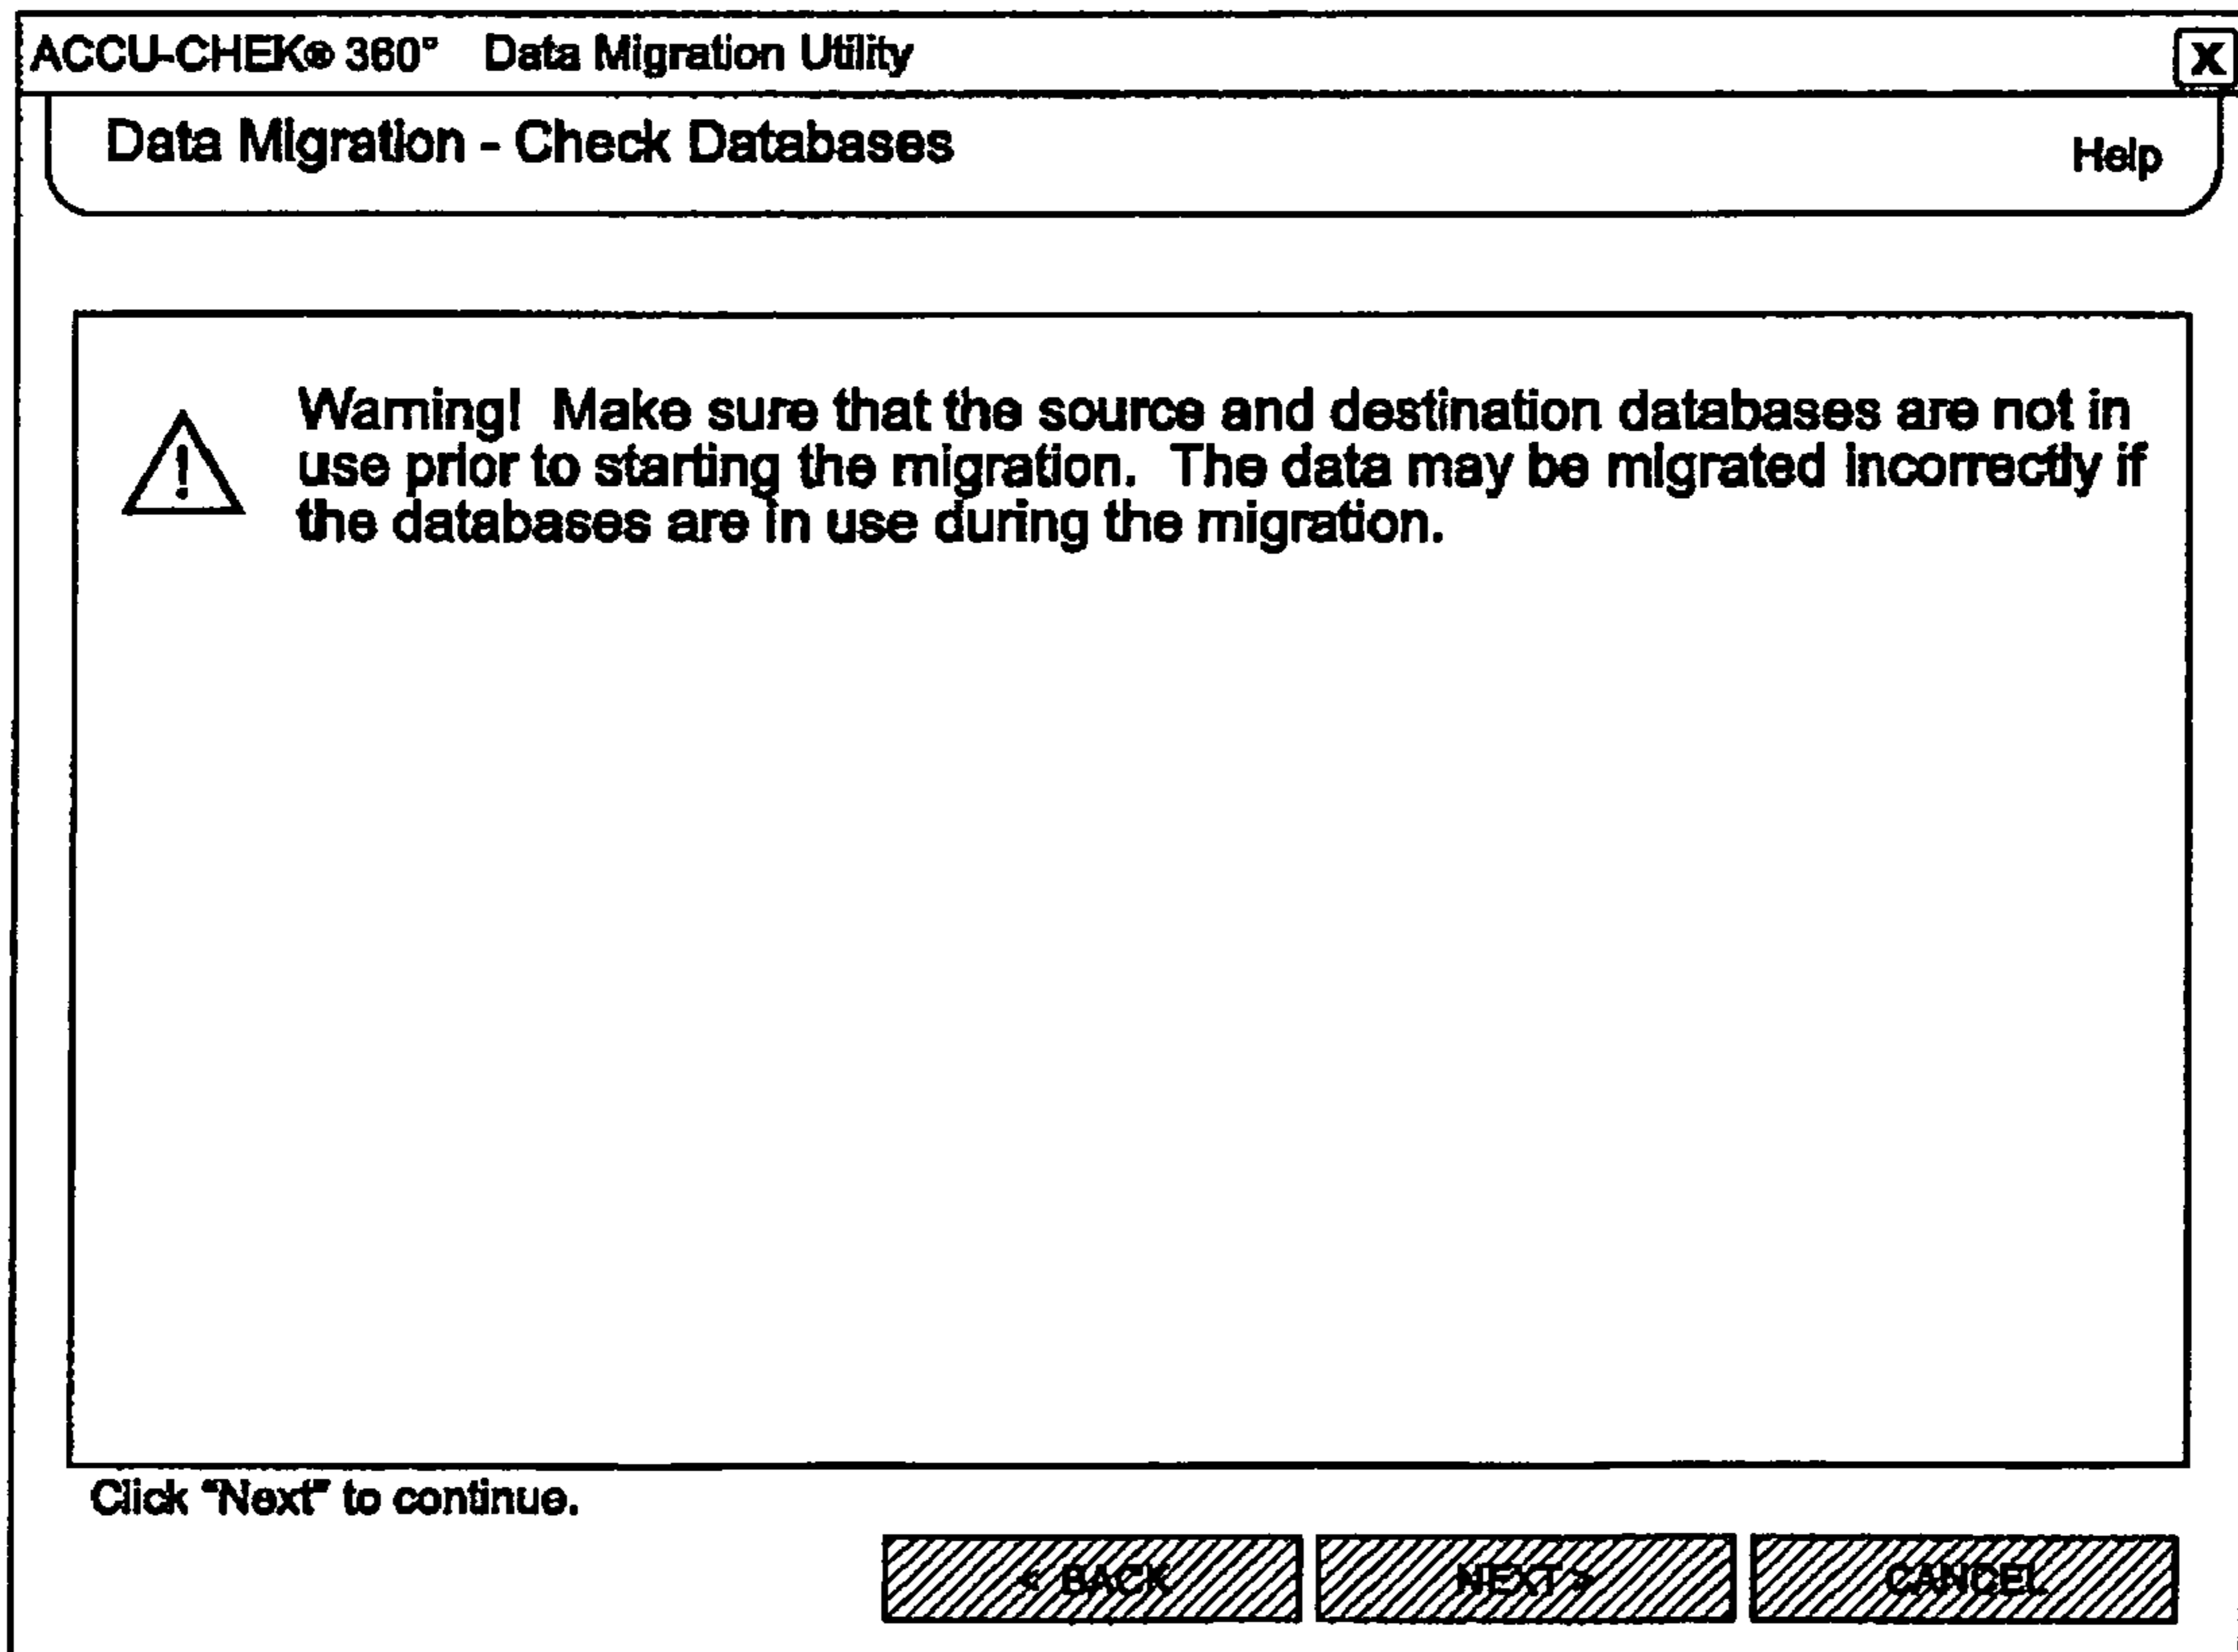 ACCU-CHEK® 360° Data Migration Utility X
Data Migration - Check Databases Help
! Warning! Make sure that the source and destination databases are not in
use prior to starting the migration. The data may be migrated incorrectly if
the databases are in use during the migration.
Click "Next" to continue.
< BACK NEXT > CANCEL